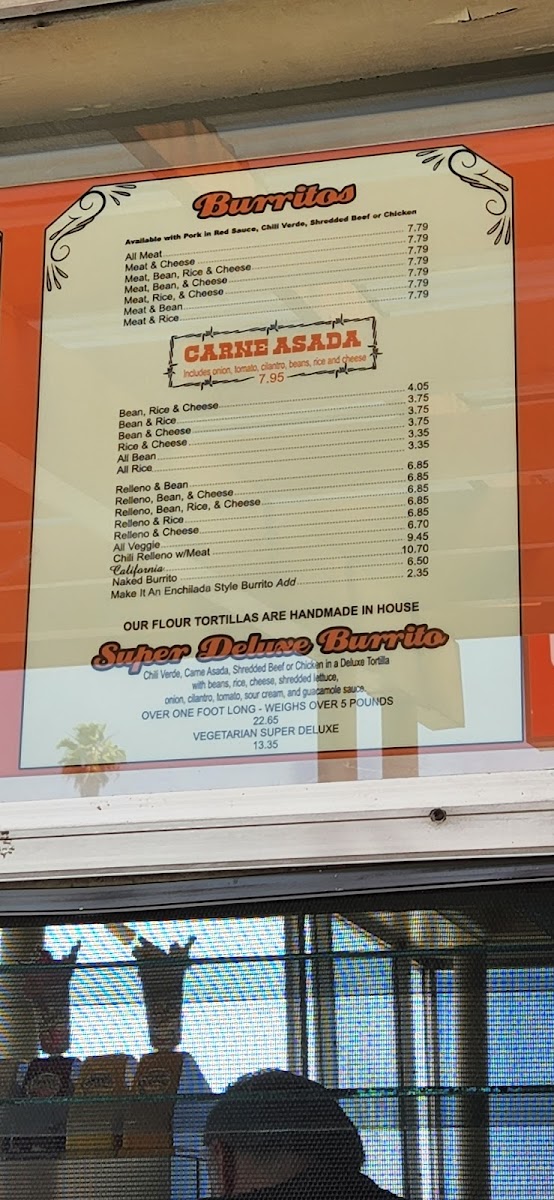 Burritos
Available with Pork in Red Sauce, Chili Verde, Shredded Beef or Chicken
All Meat 7.79
Meat & Cheese 7.79
Meat, Bean, Rice & Cheese 7.79
Meat, Bean, & Cheese 7.79
Meat, Rice, & Cheese 7.79
Meat & Bean 7.79
Meat & Rice 7.79
CARNE ASADA
Includes onion, tomato, cilantro, beans, rice and cheese
7.95
Bean, Rice & Cheese 4.05
Bean & Rice 3.75
Bean & Cheese 3.75
Rice & Cheese 3.75
All Bean 3.35
All Rice 3.35
Relleno & Bean 6.85
Relleno, Bean, & Cheese 6.85
Relleno, Bean, Rice, & Cheese 6.85
Relleno & Rice 6.85
Relleno & Cheese 6.85
All Veggie 6.70
Chili Relleno w/Meat 9.45
California 10.70
Naked Burrito 6.50
Make It An Enchilada Style Burrito Add 2.35
OUR FLOUR TORTILLAS ARE HANDMADE IN HOUSE
Super Deluxe Burrito
Chili Verde, Carne Asada, Shredded Beef or Chicken in a Deluxe Tortilla
with beans, rice, cheese, shredded lettuce,
onion, cilantro, tomato, sour cream, and guacamole sauce.
OVER ONE FOOT LONG - WEIGHS OVER 5 POUNDS
22.65
VEGETARIAN SUPER DELUXE
13.35